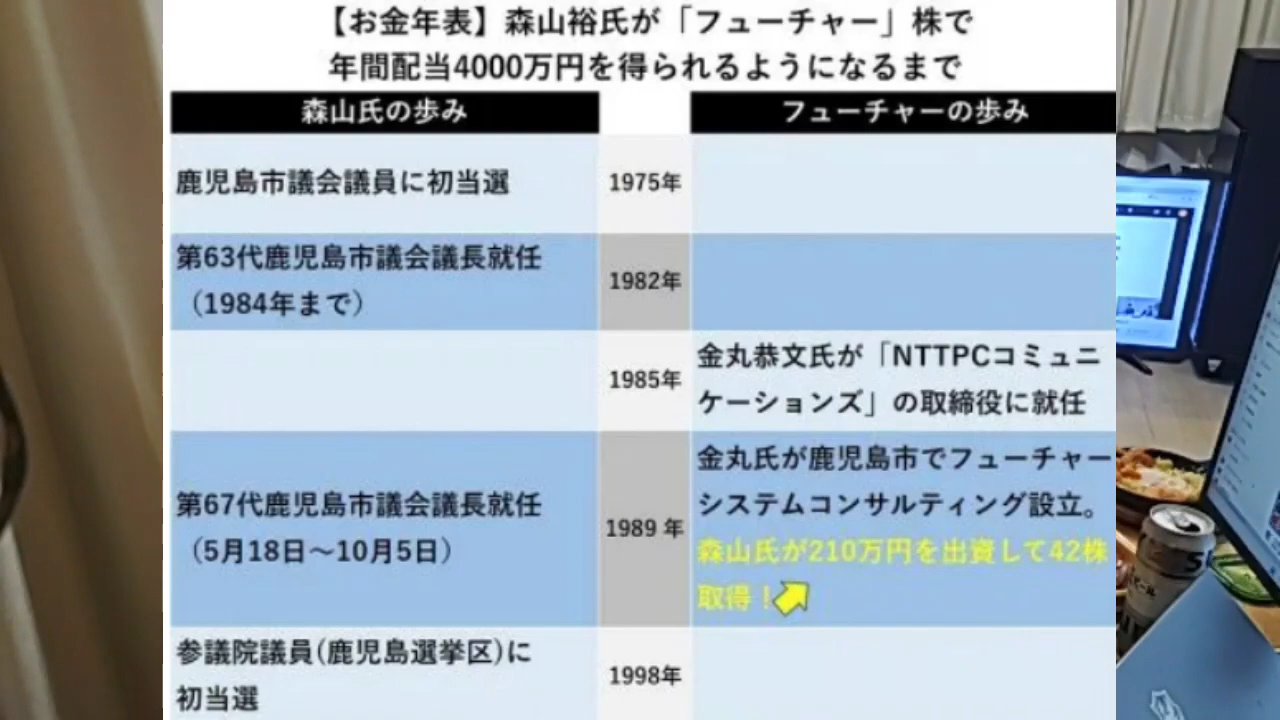 【お金年表】森山裕氏が「フューチャー」株で
年間配当4000万円を得られるようになるまで
森山氏の歩み
フューチャーの歩み
鹿児島市議会議員に初当選
1975年
第63代鹿児島市議会議長就任
（1984年まで）
1982年
1985年
金丸恭文氏が「NTTPCコミュニ
ケーションズ」の取締役に就任
第67代鹿児島市議会議長就任
（5月18日～10月5日）
1989 年
金丸氏が鹿児島市でフューチャー
システムコンサルティング設立。
森山氏が210万円を出資して42株
取得！
参議院議員(鹿児島選挙区)に
初当選
1998年